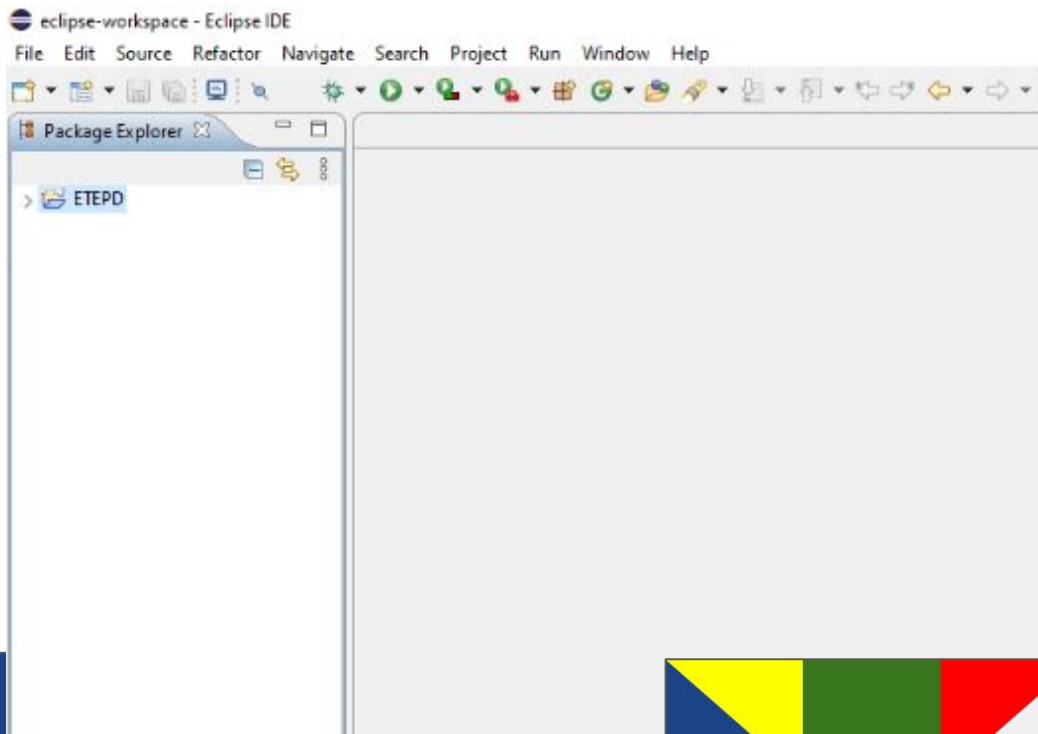 eclipse-workspace - Eclipse IDE
File Edit Source Refactor Navigate Search Project Run Window Help
Package Explorer
ETEPD